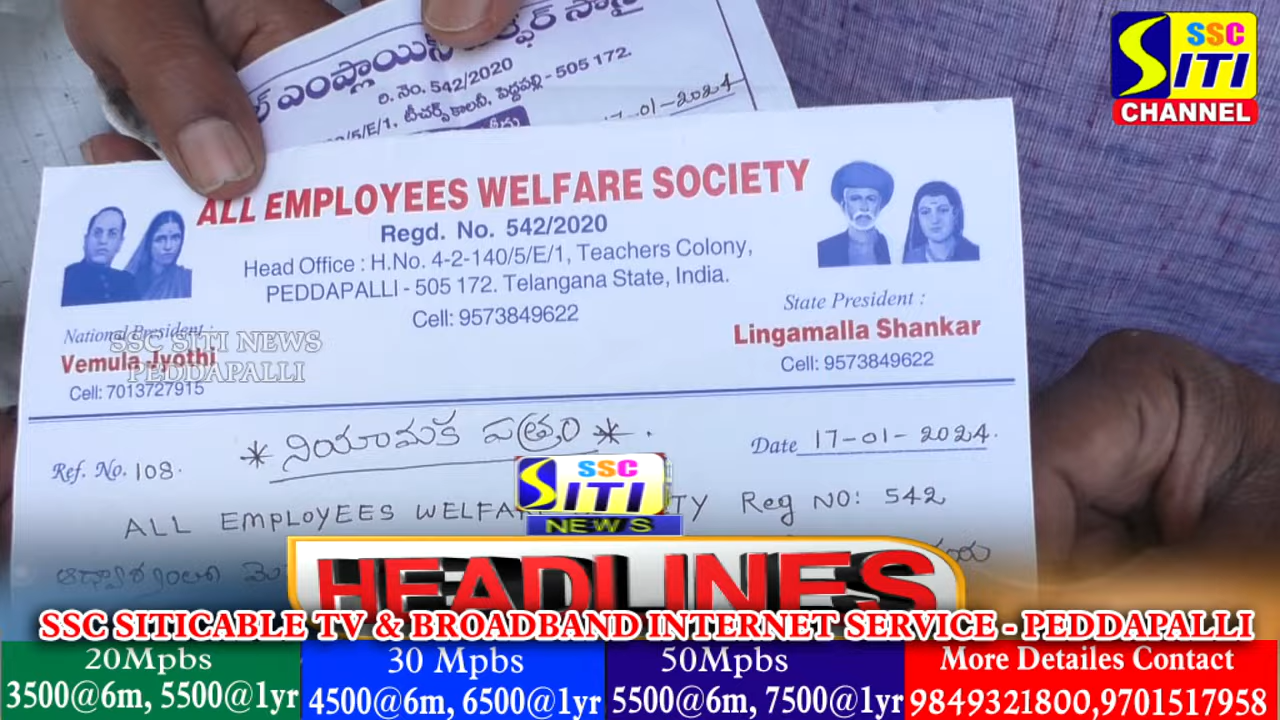 SSC
SITI
CHANNEL
ఎంప్లాయిస్
రి. నెం. 542/2020
/5/E/1, టీచర్స్ కాలనీ, పెద్దపల్లి - 505 172.
-01-2024
ALL EMPLOYEES WELFARE SOCIETY
Regd. No. 542/2020
Head Office : H.No. 4-2-140/5/E/1, Teachers Colony,
PEDDAPALLI - 505 172. Telangana State, India.
Cell: 9573849622
National President :
Vemula Jyothi
Cell: 7013727915
State President :
Lingamalla Shankar
Cell: 9573849622
SSC SITI NEWS
PEDDAPALLI
* నియామక పత్రం *.
Ref. No. 108.
Date 17-01-2024.
ALL EMPLOYEES WELFA TY Reg NO: 542
SSC
SITI
NEWS
HEADLINES
SSC SITICABLE TV & BROADBAND INTERNET SERVICE - PEDDAPALLI
20Mpbs
3500@6m, 5500@1yr
30 Mpbs
4500@6m, 6500@1yr
50Mpbs
5500@6m, 7500@1yr
More Detailes Contact
9849321800,9701517958